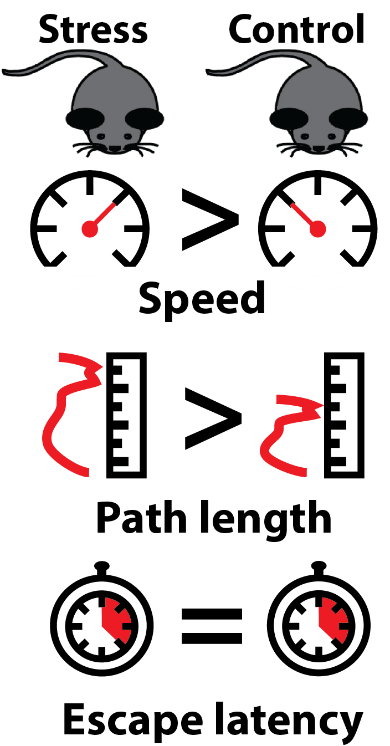 Stress Control
>
Speed
>
Path length
=
Escape latency